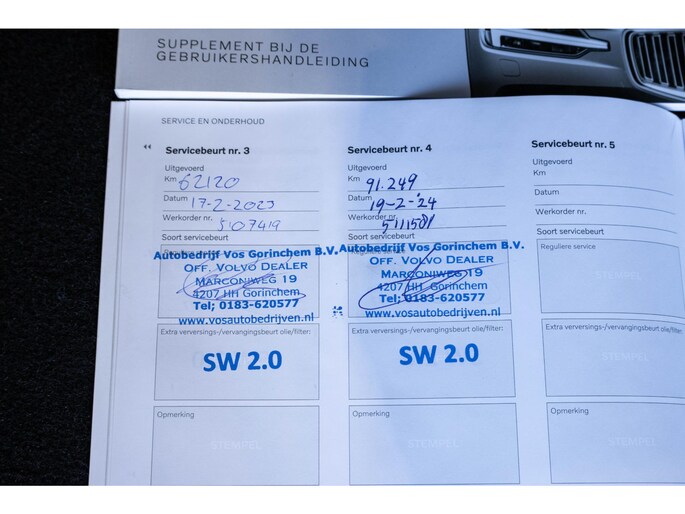 SUPPLEMENT BIJ DE
GEBRUIKERSHANDLEIDING
SERVICE EN ONDERHOUD
“
Servicebeurt nr. 3
Uitgevoerd
Km 62120
Datum 17-2-2023
Werkorder nr. 5107419
Soort servicebeurt
Autobedrijf Vos Gorinchem B.V.
Off. Volvo Dealer
Marconiweg 19
4207 HH Gorinchem
Tel; 0183-620577
www.vosautobedrijven.nl
Extra verversings-/vervangingsbeurt olie/filter:
SW 2.0
Opmerking
STEMPEL
Servicebeurt nr. 4
Uitgevoerd
Km 91.249
Datum 19-2-'24
Werkorder nr. 5111581
Soort servicebeurt
Autobedrijf Vos Gorinchem B.V.
Off. Volvo Dealer
Marconiweg 19
4207 HH Gorinchem
Tel; 0183-620577
www.vosautobedrijven.nl
Extra verversings-/vervangingsbeurt olie/filter:
SW 2.0
Opmerking
STEMPEL
Servicebeurt nr. 5
Uitgevoerd
Km
Datum
Werkorder nr.
Soort servicebeurt
Reguliere service
STEMPEL
Extra verversings-/vervangingsbeurt olie/filter:
STEMPEL
Opmerking
STEMPEL